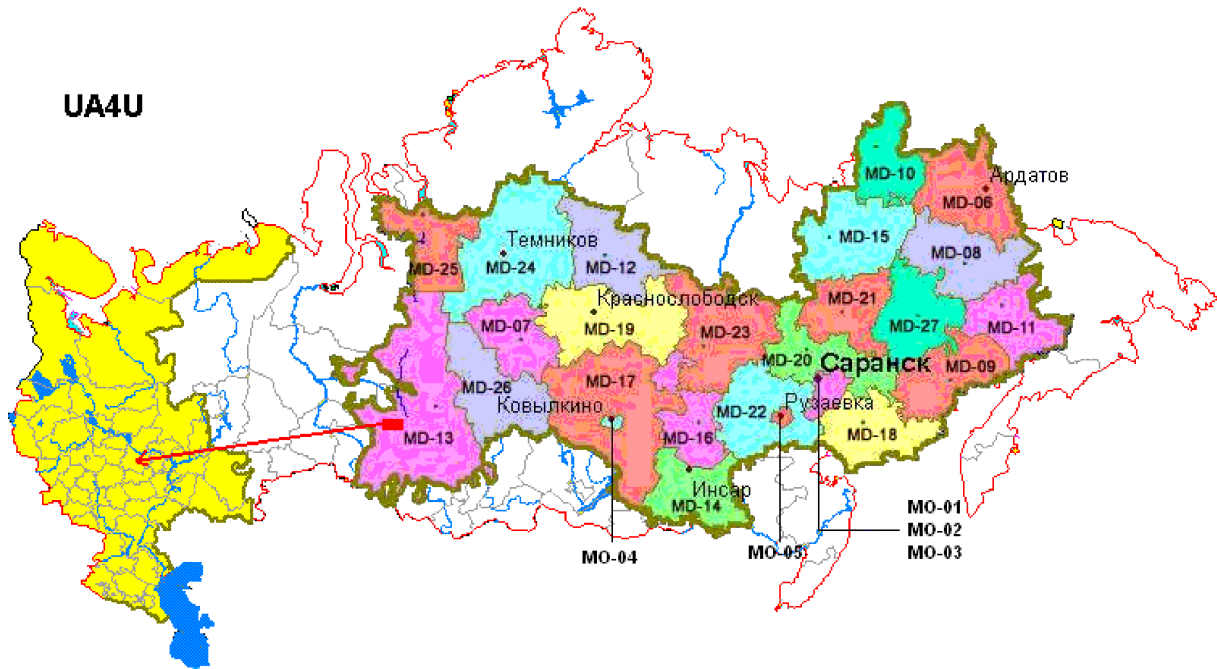 UA4U
MD-10
Ардатов
MD-06
MD-15
MD-08
Темников
MD-24
MD-12
MD-25
Краснослободск
MD-21
MD-11
MD-07
MD-19
MD-23
MD-27
MD-20
Саранск
MD-09
MD-17
MD-26
Ковылкино
MD-22
Рузаевка
MD-13
MD-16
MD-18
Инсар
MD-14
MO-01
MO-02
MO-03
MO-04
MO-05